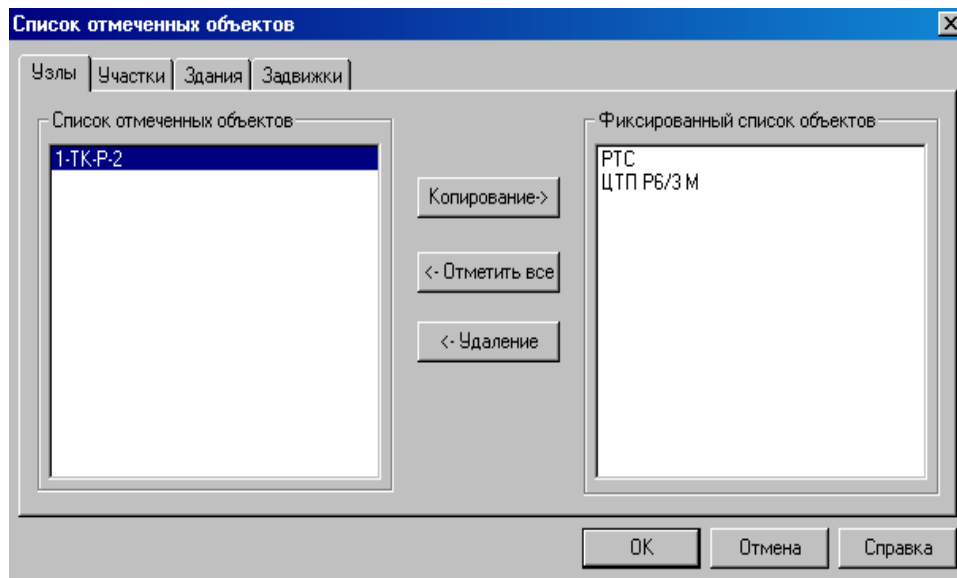 Список отмеченных объектов
Узлы Участки Здания Задвижки
Список отмеченных объектов
Фиксированный список объектов
1-ТК-Р-2
РТС
ЦТП Р6/3 М
Копирование->
<- Отметить все
<- Удаление
OK Отмена Справка